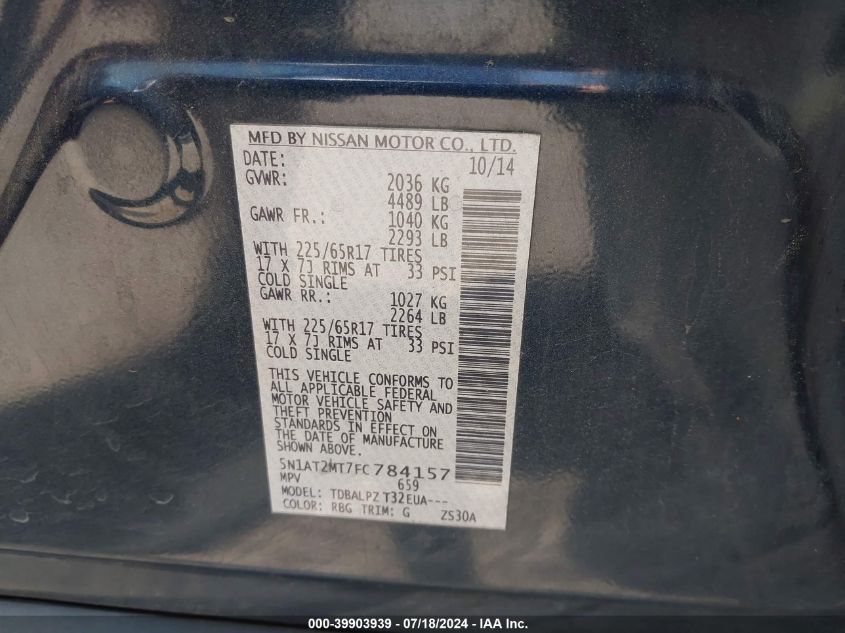 MFD BY NISSAN MOTOR CO., LTD.
DATE: 10/14
GVWR: 2036 KG
4489 LB
GAWR FR.: 1040 KG
2293 LB
WITH 225/65R17 TIRES
17 X 7J RIMS AT 33 PSI
COLD SINGLE
GAWR RR.: 1027 KG
2264 LB
WITH 225/65R17 TIRES
17 X 7J RIMS AT 33 PSI
COLD SINGLE
THIS VEHICLE CONFORMS TO
ALL APPLICABLE FEDERAL
MOTOR VEHICLE SAFETY AND
THEFT PREVENTION
STANDARDS IN EFFECT ON
THE DATE OF MANUFACTURE
SHOWN ABOVE.
5N1AT2MT7FC784157
MPV 659
MODEL: TDBALPZ T32EUA---
COLOR: RBG TRIM: G ZS30A
000-39903939 - 07/18/2024 - IAA Inc.